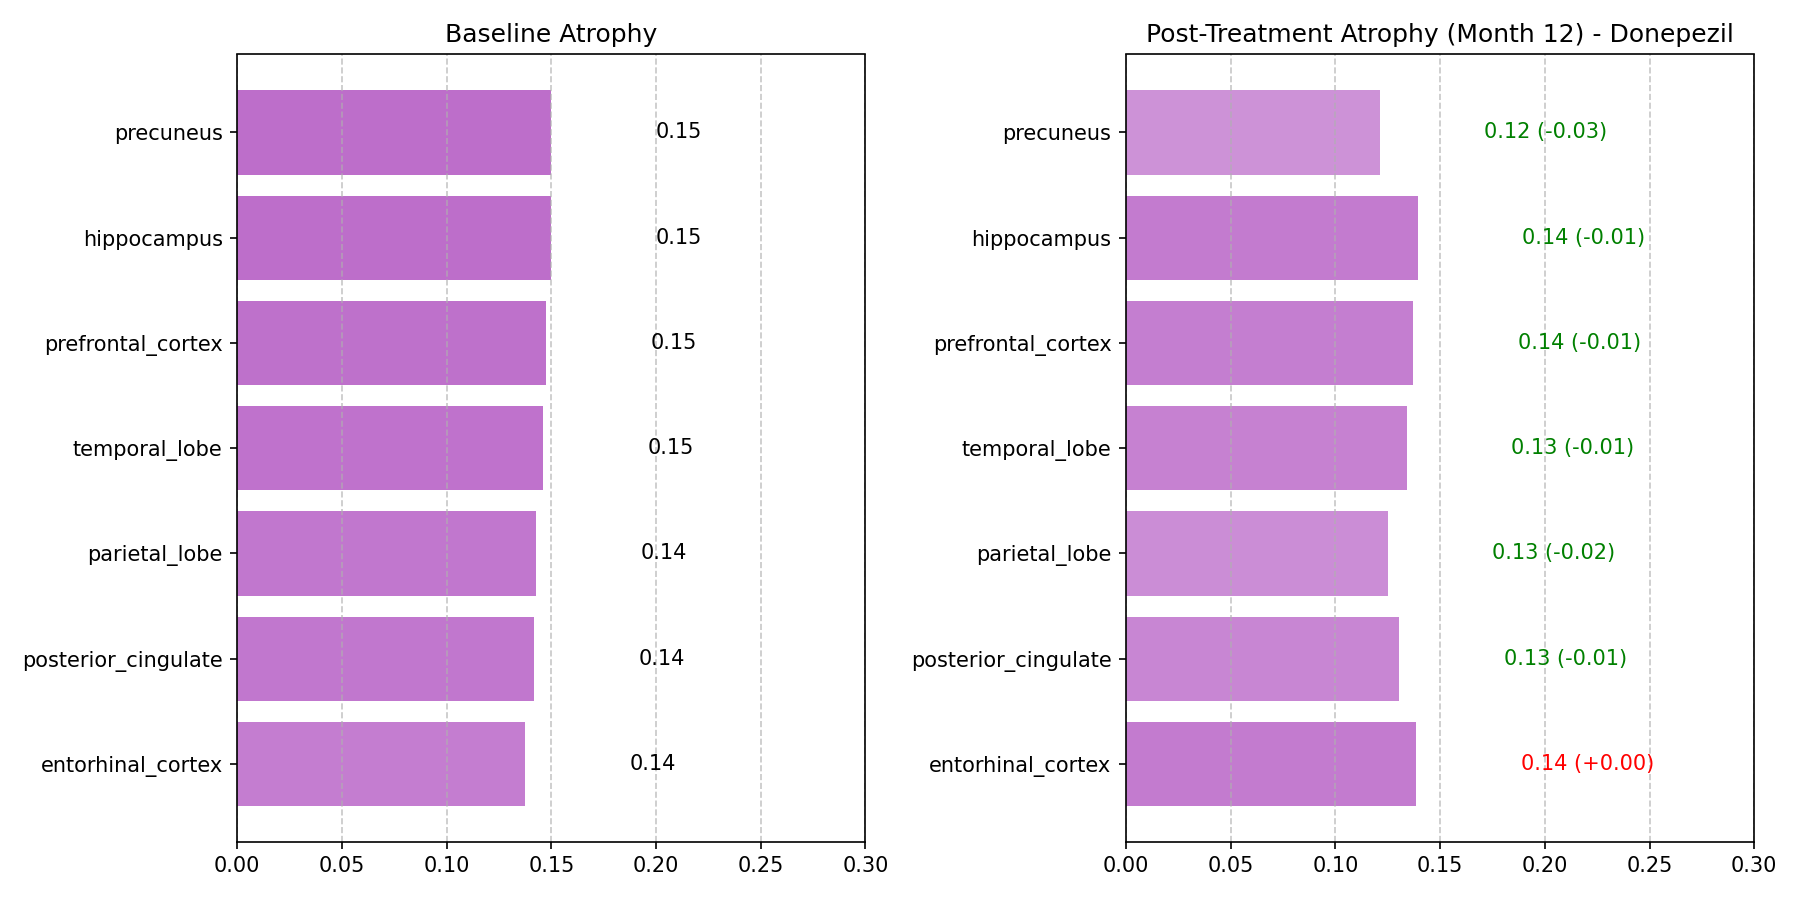 Baseline Atrophy
precuneus 0.15
hippocampus 0.15
prefrontal_cortex 0.15
temporal_lobe 0.15
parietal_lobe 0.14
posterior_cingulate 0.14
entorhinal_cortex 0.14
0.00 0.05 0.10 0.15 0.20 0.25 0.30
Post-Treatment Atrophy (Month 12) - Donepezil
precuneus 0.12 (-0.03)
hippocampus 0.14 (-0.01)
prefrontal_cortex 0.14 (-0.01)
temporal_lobe 0.13 (-0.01)
parietal_lobe 0.13 (-0.02)
posterior_cingulate 0.13 (-0.01)
entorhinal_cortex 0.14 (+0.00)
0.00 0.05 0.10 0.15 0.20 0.25 0.30